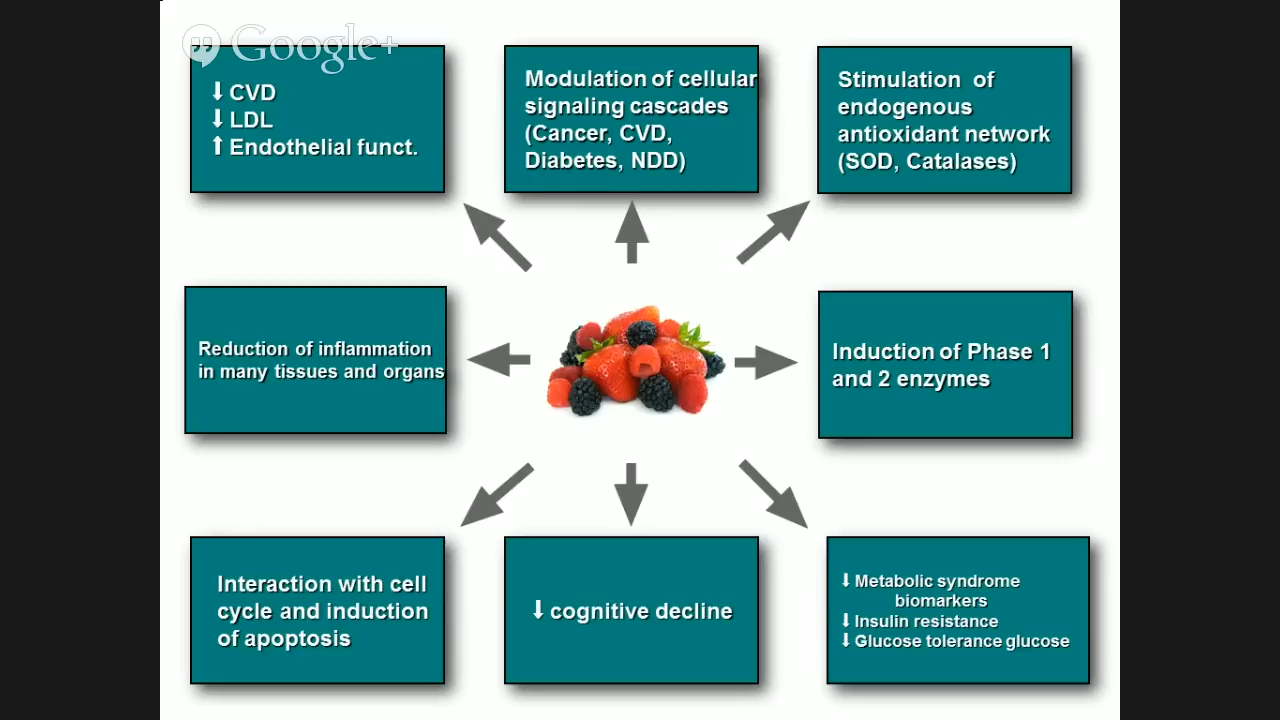 Google+
↓ CVD
↓ LDL
↑ Endothelial funct.
Modulation of cellular
signaling cascades
(Cancer, CVD,
Diabetes, NDD)
Stimulation of
endogenous
antioxidant network
(SOD, Catalases)
Reduction of inflammation
in many tissues and organs
Induction of Phase 1
and 2 enzymes
Interaction with cell
cycle and induction
of apoptosis
↓ cognitive decline
↓ Metabolic syndrome
biomarkers
↓ Insulin resistance
↓ Glucose tolerance glucose